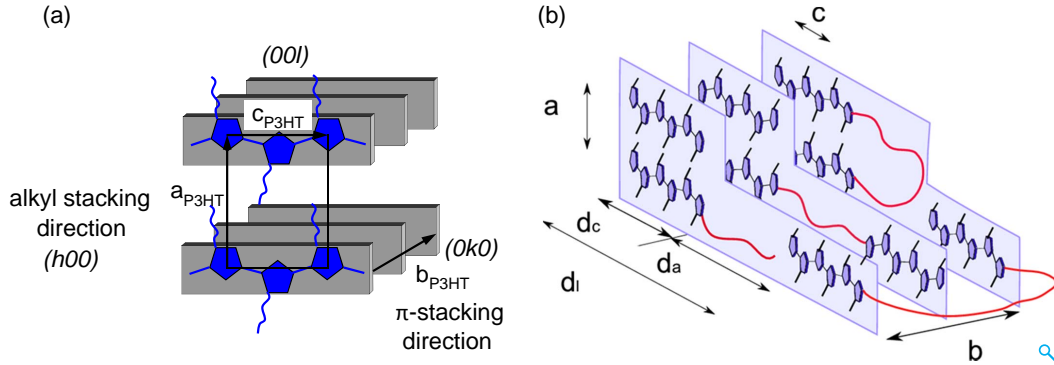 (a)
(00l)
cP3HT
aP3HT
alkyl stacking
direction
(h00)
(0k0)
bP3HT
π-stacking
direction
(b)
c
a
dc
da
dl
b